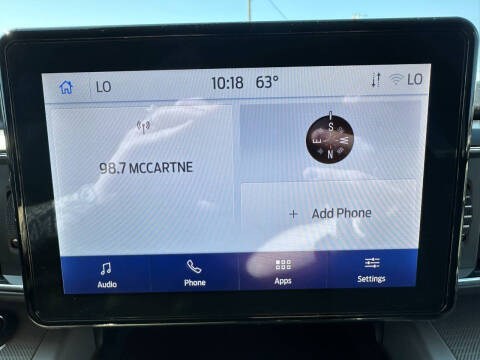 LO 10:18 63° LO
98.7 MCCARTNE
S
E W
N
+ Add Phone
Audio Phone Apps Settings